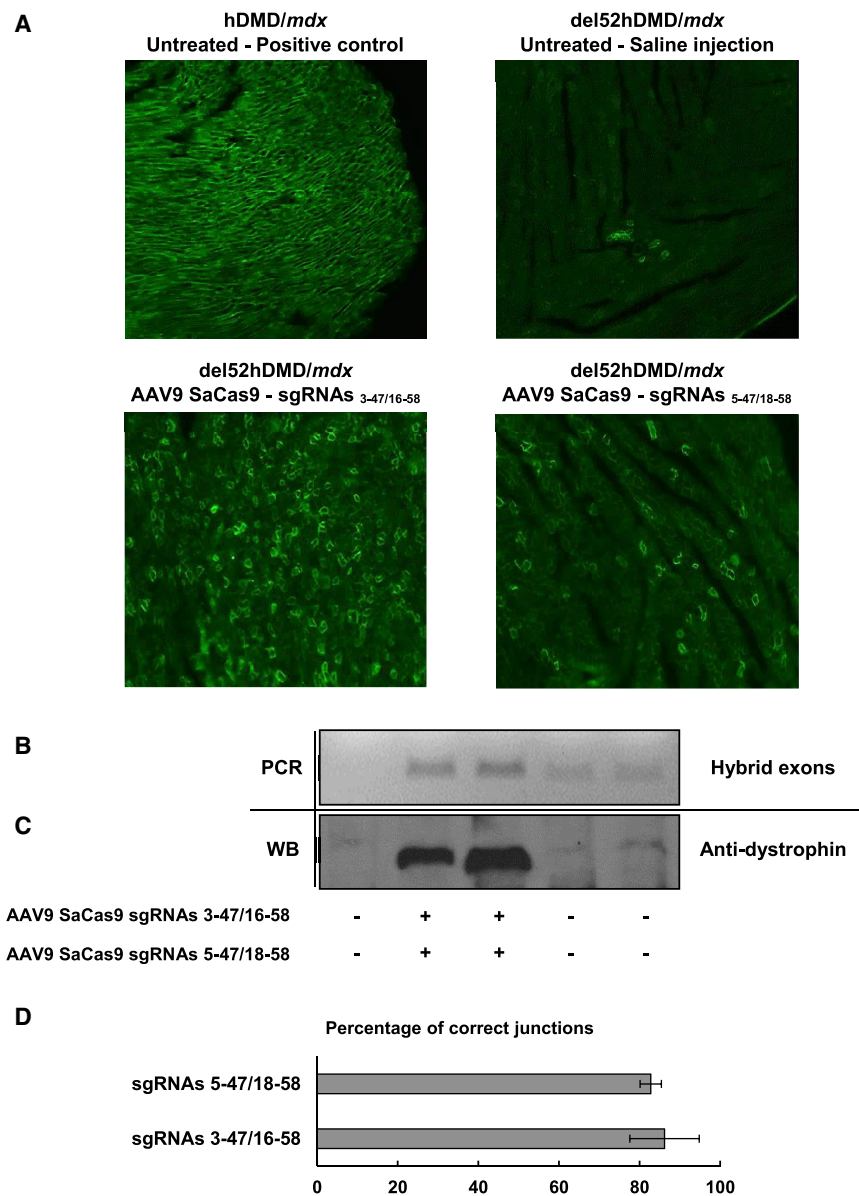 A
hDMD/mdx
Untreated - Positive control
del52hDMD/mdx
Untreated - Saline injection
del52hDMD/mdx
AAV9 SaCas9 - sgRNAs 3-47/16-58
del52hDMD/mdx
AAV9 SaCas9 - sgRNAs 5-47/18-58
B
PCR
Hybrid exons
C
WB
Anti-dystrophin
AAV9 SaCas9 sgRNAs 3-47/16-58 - + + - -
AAV9 SaCas9 sgRNAs 5-47/18-58 - + + - -
D
Percentage of correct junctions
sgRNAs 5-47/18-58
sgRNAs 3-47/16-58
0 20 40 60 80 100